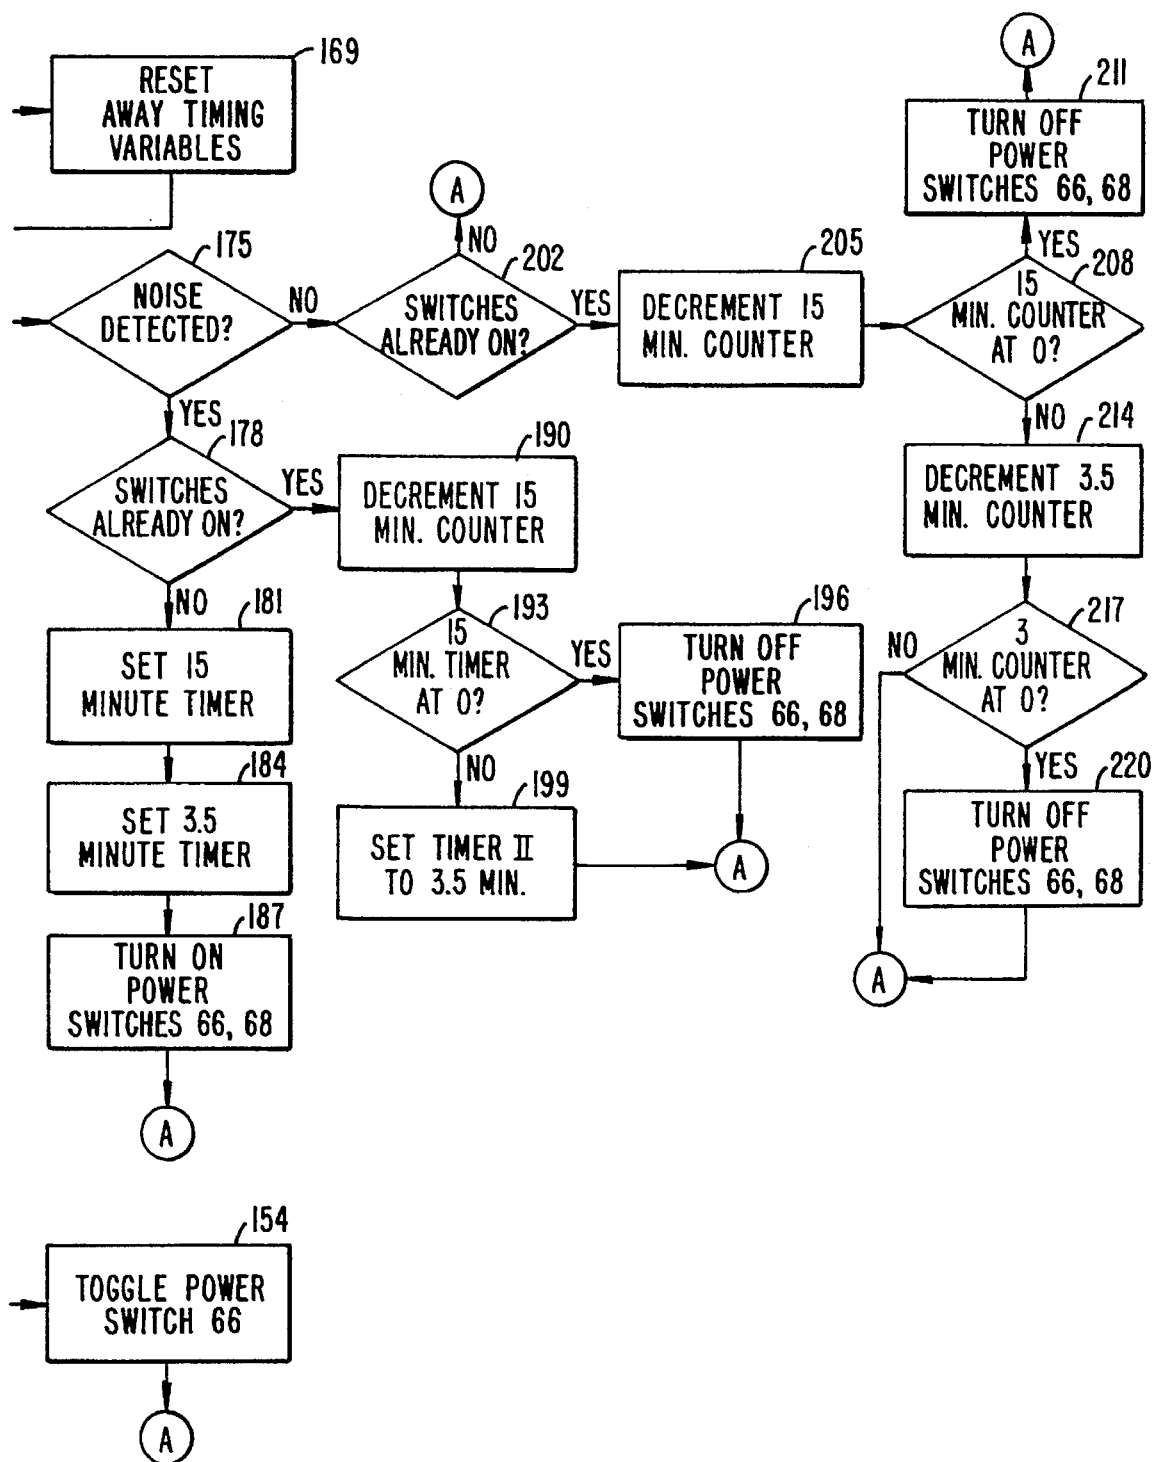 169
RESET
AWAY TIMING
VARIABLES
A
211
TURN OFF
POWER
SWITCHES 66, 68
A
175
NOISE
DETECTED?
NO
YES
202
SWITCHES
ALREADY ON?
NO
YES
205
DECREMENT 15
MIN. COUNTER
YES
208
15
MIN. COUNTER
AT 0?
NO
178
SWITCHES
ALREADY ON?
YES
NO
190
DECREMENT 15
MIN. COUNTER
214
DECREMENT 3.5
MIN. COUNTER
181
SET 15
MINUTE TIMER
193
15
MIN. TIMER
AT 0?
YES
NO
196
TURN OFF
POWER
SWITCHES 66, 68
217
3
MIN. COUNTER
AT 0?
NO
YES
184
SET 3.5
MINUTE TIMER
199
SET TIMER II
TO 3.5 MIN.
A
220
TURN OFF
POWER
SWITCHES 66, 68
187
TURN ON
POWER
SWITCHES 66, 68
A
A
154
TOGGLE POWER
SWITCH 66
A